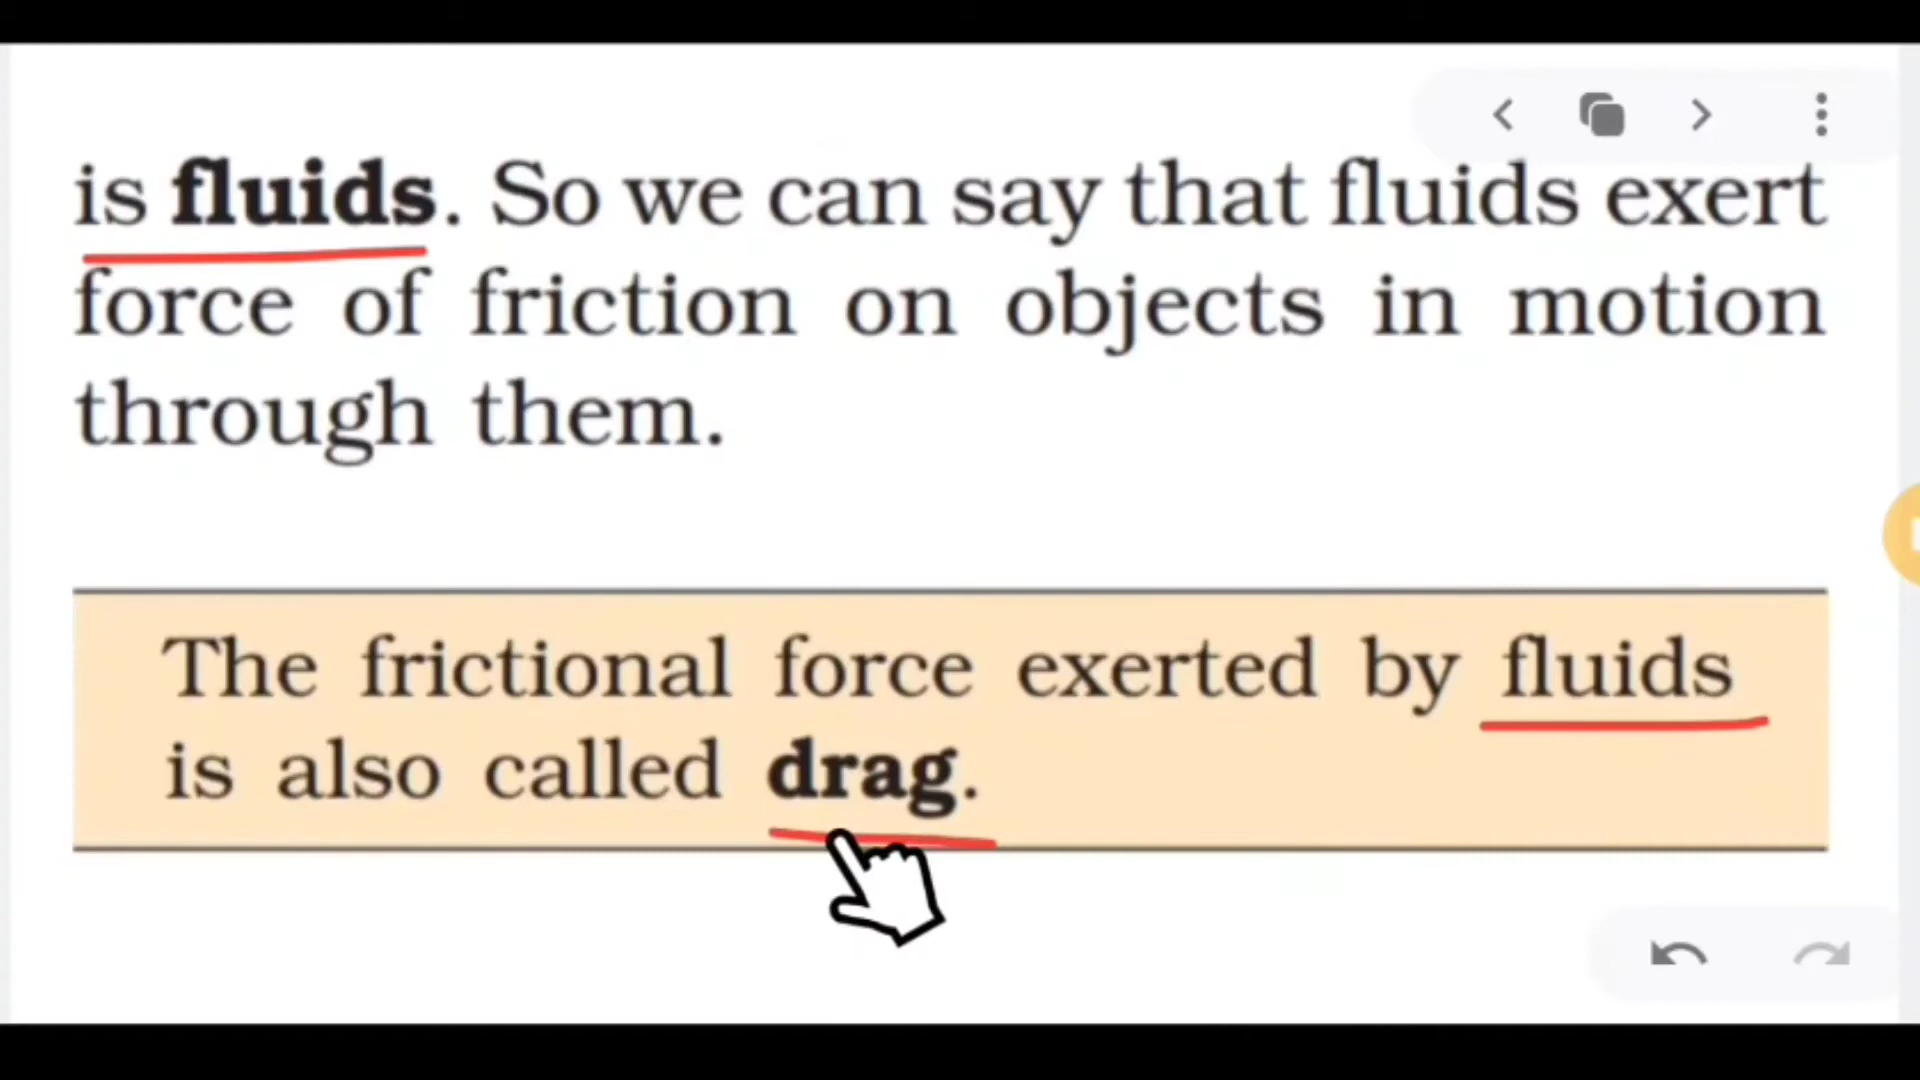 is fluids. So we can say that fluids exert
force of friction on objects in motion
through them.
The frictional force exerted by fluids
is also called drag.